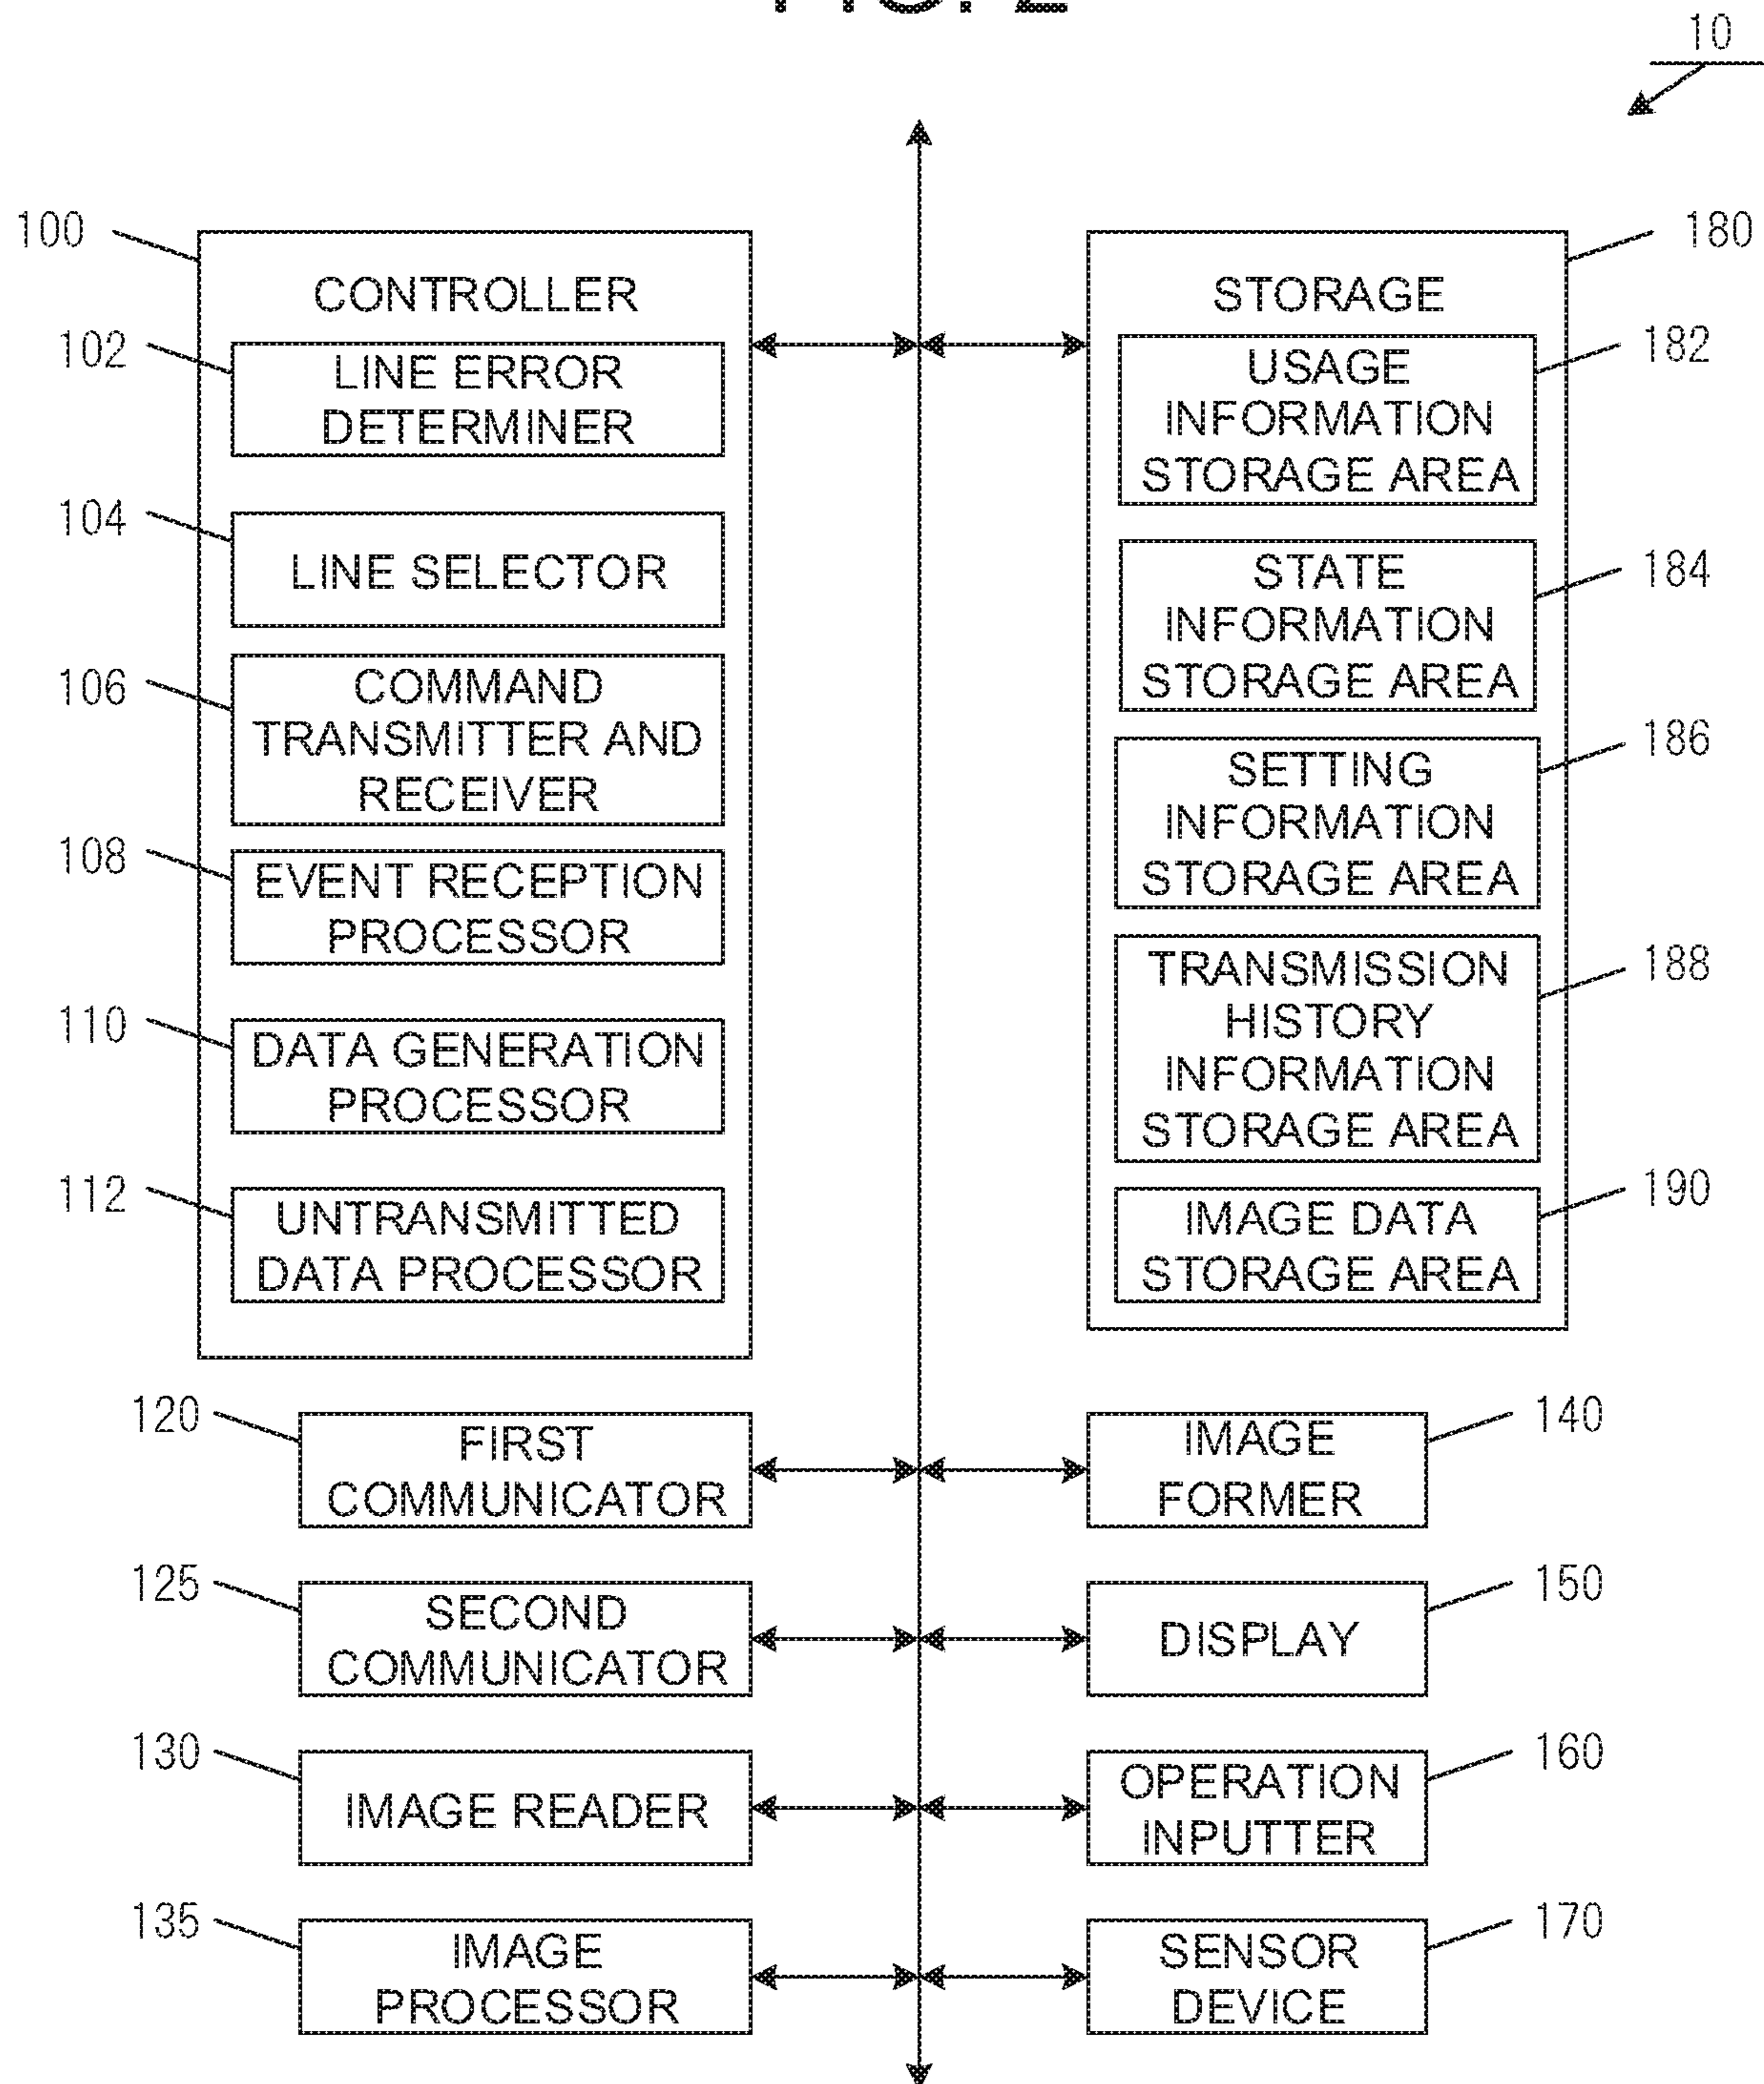 FIG. 2
10
100
CONTROLLER
102
LINE ERROR
DETERMINER
104
LINE SELECTOR
106
COMMAND
TRANSMITTER AND
RECEIVER
108
EVENT RECEPTION
PROCESSOR
110
DATA GENERATION
PROCESSOR
112
UNTRANSMITTED
DATA PROCESSOR
180
STORAGE
182
USAGE
INFORMATION
STORAGE AREA
184
STATE
INFORMATION
STORAGE AREA
186
SETTING
INFORMATION
STORAGE AREA
188
TRANSMISSION
HISTORY
INFORMATION
STORAGE AREA
190
IMAGE DATA
STORAGE AREA
120
FIRST
COMMUNICATOR
140
IMAGE
FORMER
125
SECOND
COMMUNICATOR
150
DISPLAY
130
IMAGE READER
160
OPERATION
INPUTTER
135
IMAGE
PROCESSOR
170
SENSOR
DEVICE